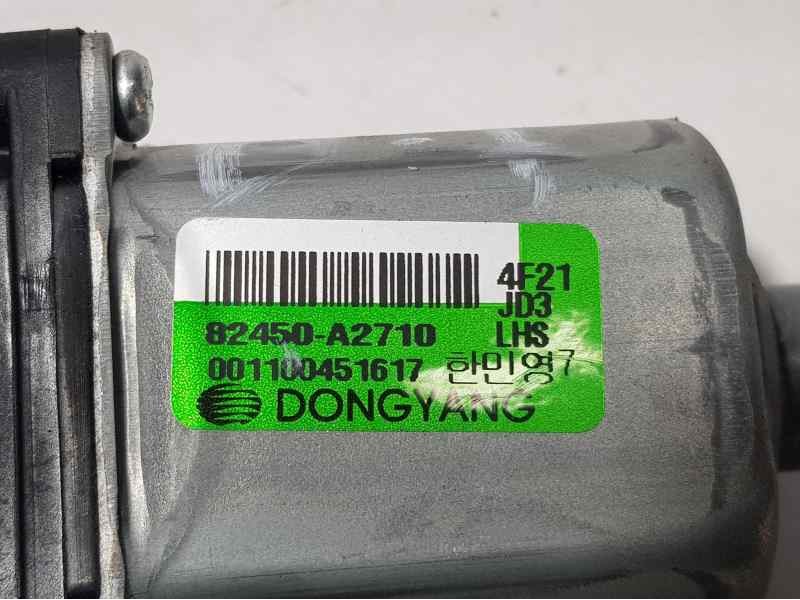 4F21
JD3
82450-A2710 LHS
001100451617 한민영7
DONGYANG